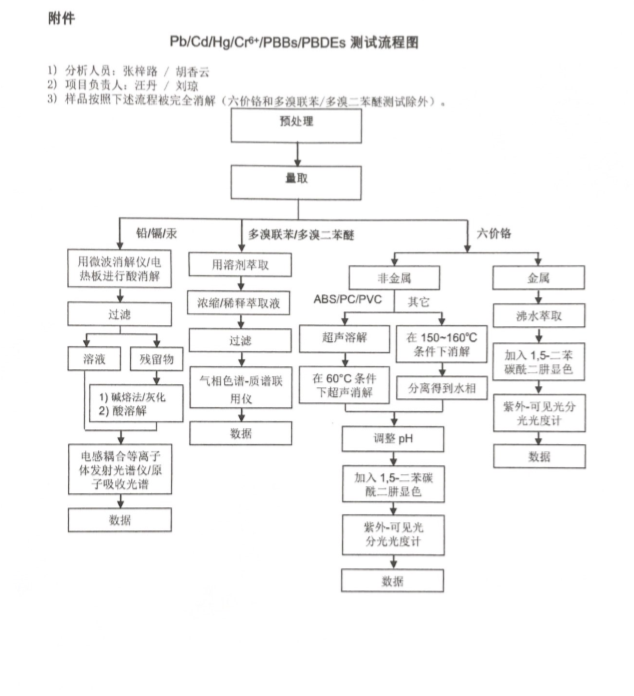 附件
Pb/Cd/Hg/Cr⁶⁺/PBBs/PBDEs 测试流程图
1) 分析人员：张梓路 / 胡香云
2) 项目负责人：汪丹 / 刘琼
3) 样品按照下述流程被完全消解（六价铬和多溴联苯/多溴二苯醚测试除外）。
预处理
量取
铅/镉/汞
多溴联苯/多溴二苯醚
六价铬
用微波消解仪/电
热板进行酸消解
过滤
溶液
残留物
1) 碱熔法/灰化
2) 酸溶解
电感耦合等离子
体发射光谱仪/原
子吸收光谱
数据
用溶剂萃取
浓缩/稀释萃取液
过滤
气相色谱-质谱联
用仪
数据
非金属
ABS/PC/PVC
其它
超声溶解
在 60°C 条件
下超声消解
在 150~160°C
条件下消解
分离得到水相
调整 pH
加入 1,5-二苯碳
酰二肼显色
紫外-可见光
分光光度计
数据
金属
沸水萃取
加入 1,5-二苯
碳酰二肼显色
紫外-可见光分
光光度计
数据